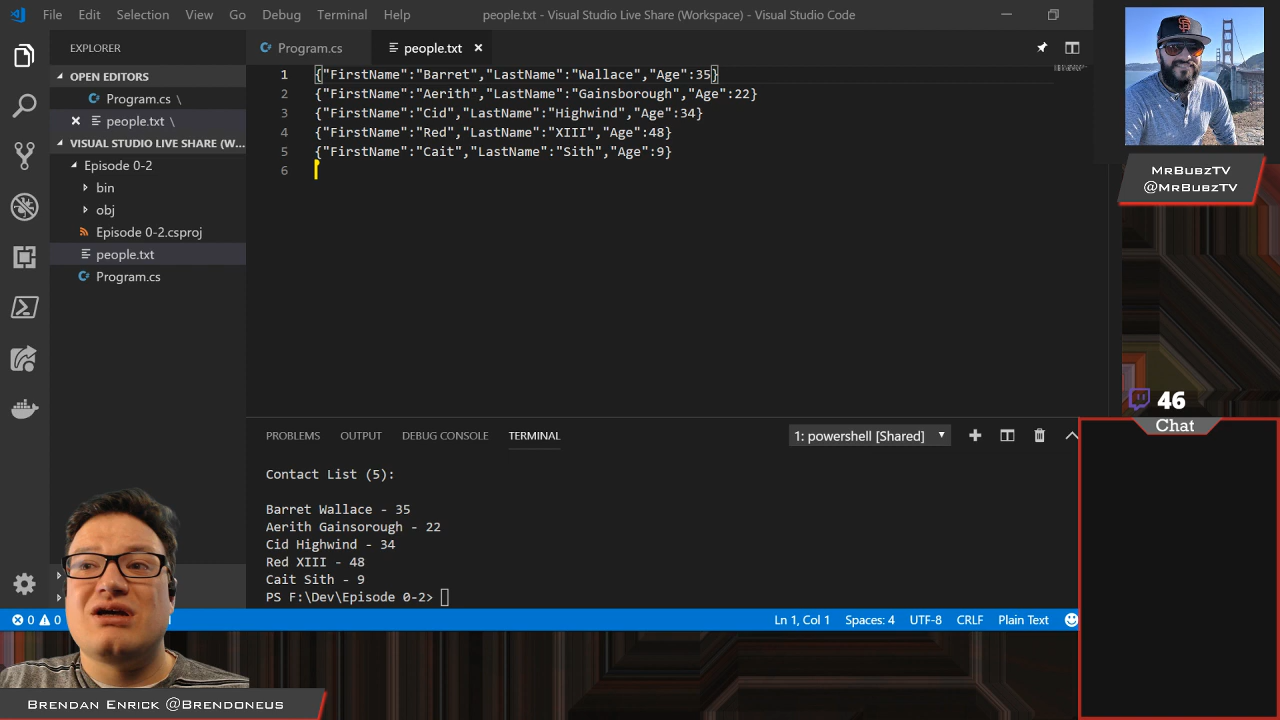 File Edit Selection View Go Debug Terminal Help
people.txt - Visual Studio Live Share (Workspace) - Visual Studio Code
EXPLORER
OPEN EDITORS
Program.cs \
people.txt \
VISUAL STUDIO LIVE SHARE (W...
Episode 0-2
bin
obj
Episode 0-2.csproj
people.txt
Program.cs
Program.cs
people.txt
1 {"FirstName":"Barret","LastName":"Wallace","Age":35}
2 {"FirstName":"Aerith","LastName":"Gainsborough","Age":22}
3 {"FirstName":"Cid","LastName":"Highwind","Age":34}
4 {"FirstName":"Red","LastName":"XIII","Age":48}
5 {"FirstName":"Cait","LastName":"Sith","Age":9}
6
PROBLEMS OUTPUT DEBUG CONSOLE TERMINAL
1: powershell [Shared]
Contact List (5):
Barret Wallace - 35
Aerith Gainsorough - 22
Cid Highwind - 34
Red XIII - 48
Cait Sith - 9
PS F:\Dev\Episode 0-2>
0 0
Ln 1, Col 1 Spaces: 4 UTF-8 CRLF Plain Text
MrBubzTV
@MrBubzTV
46
Chat
Brendan Enrick @Brendoneus